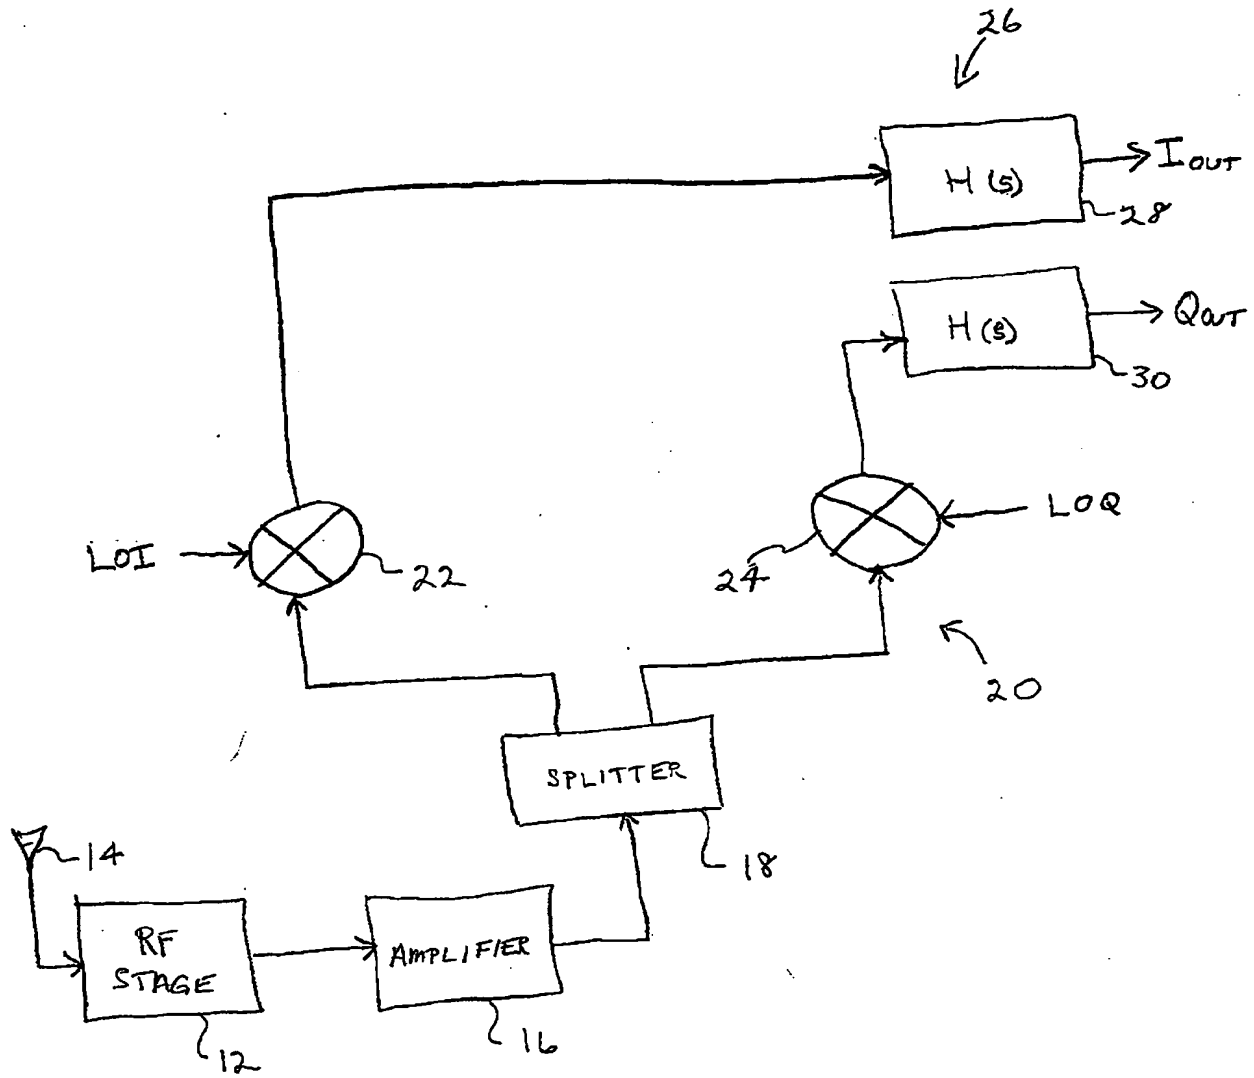 26
H(s)
IOUT
28
H(s)
QOUT
30
LOI
22
24
LOQ
20
SPLITTER
18
14
RF
STAGE
12
AMPLIFIER
16